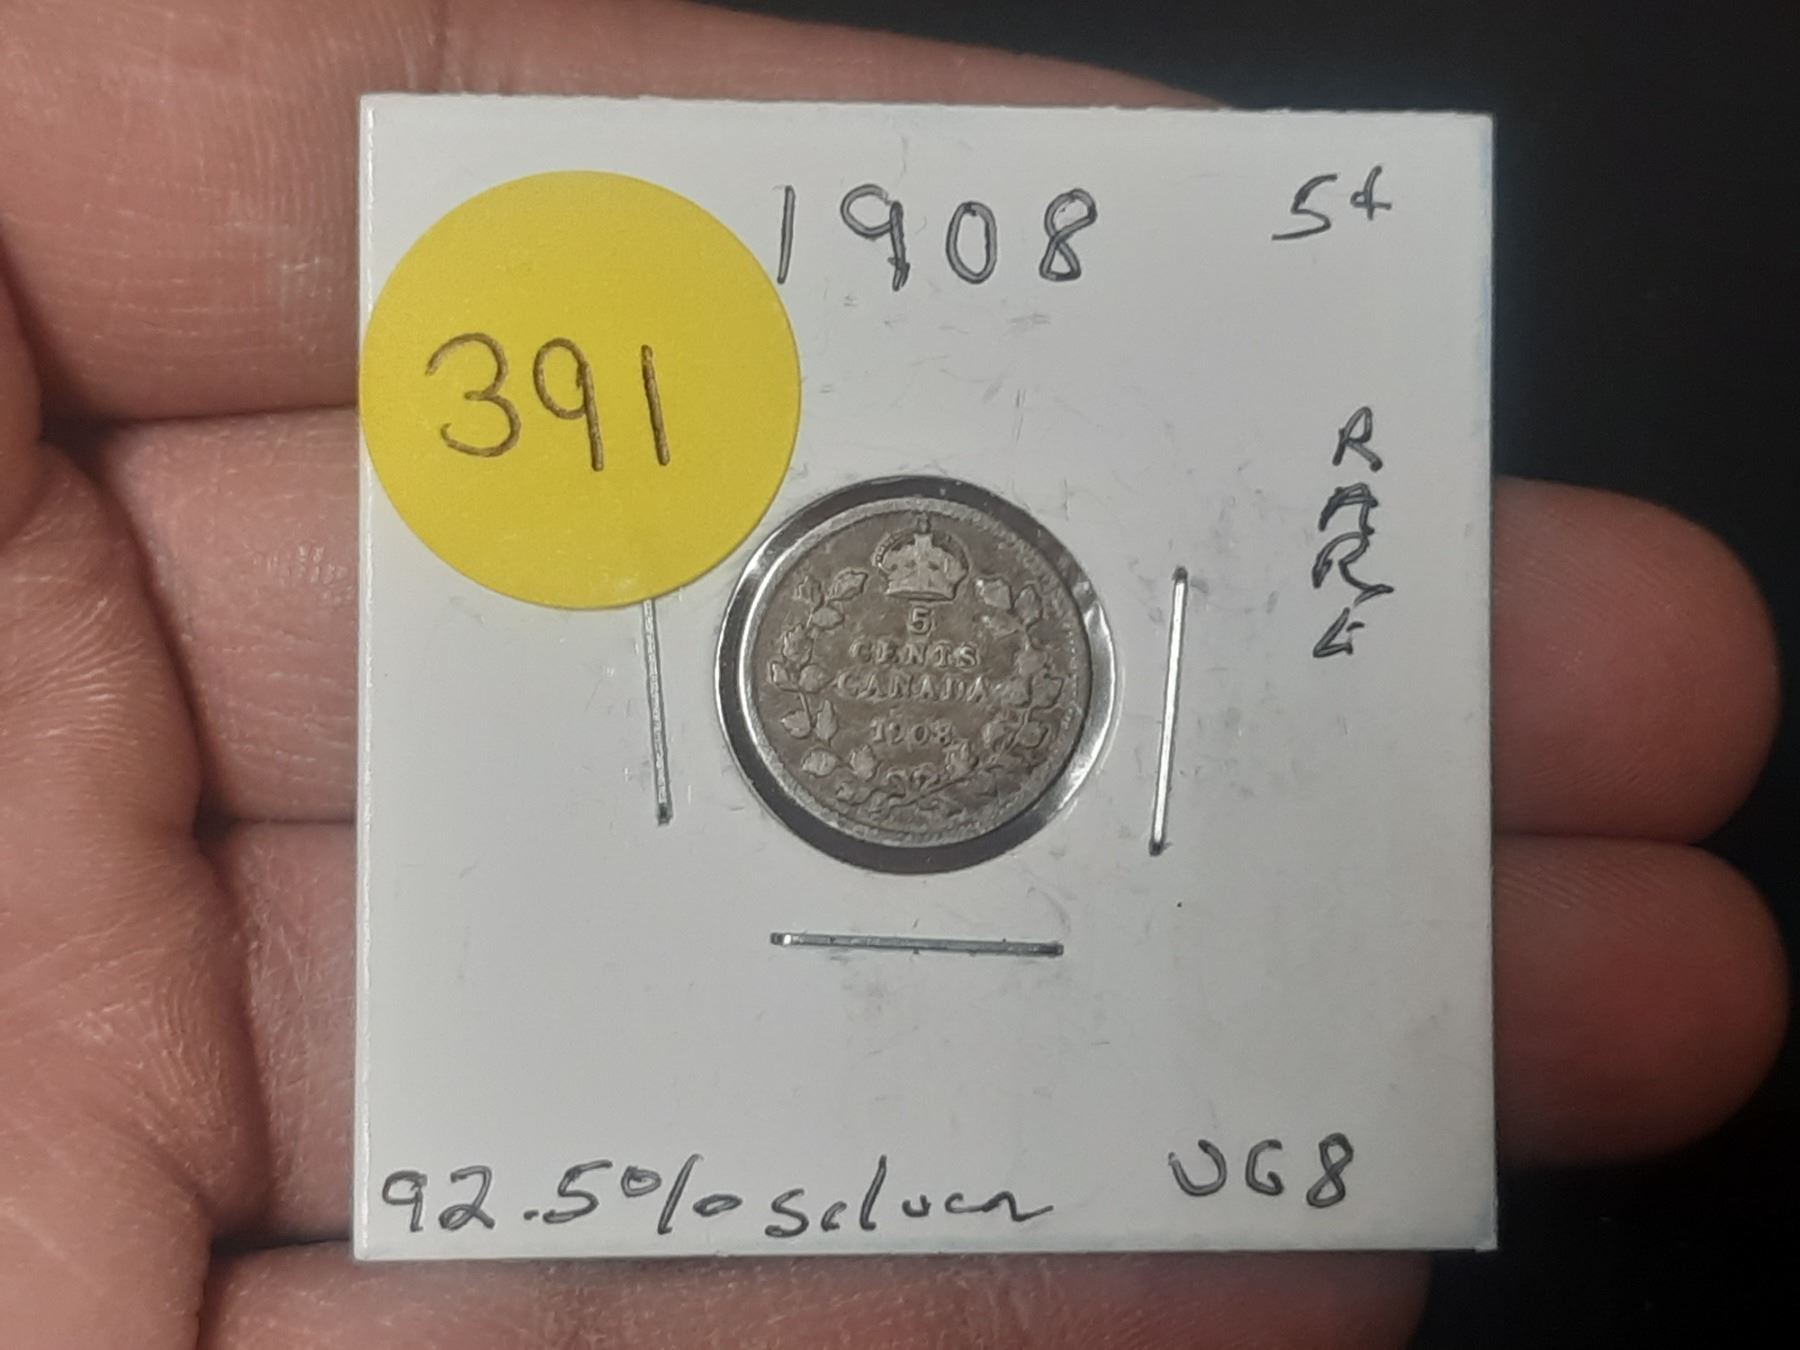 1908 5¢
391
RARE
5
CENTS
CANADA
1908
92.5% silver VG8